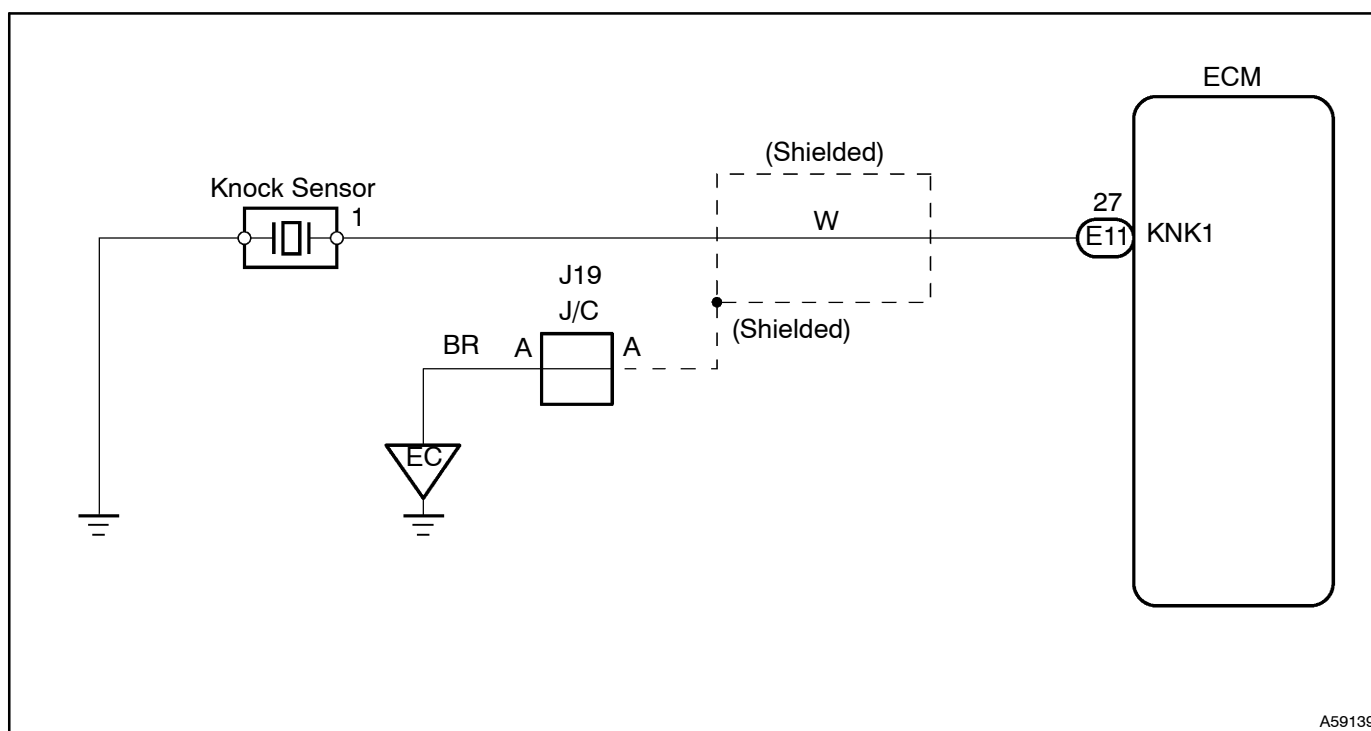 ECM
(Shielded)
Knock Sensor
1
27
W
E11
KNK1
J19
J/C
(Shielded)
BR
A
A
EC
A59139